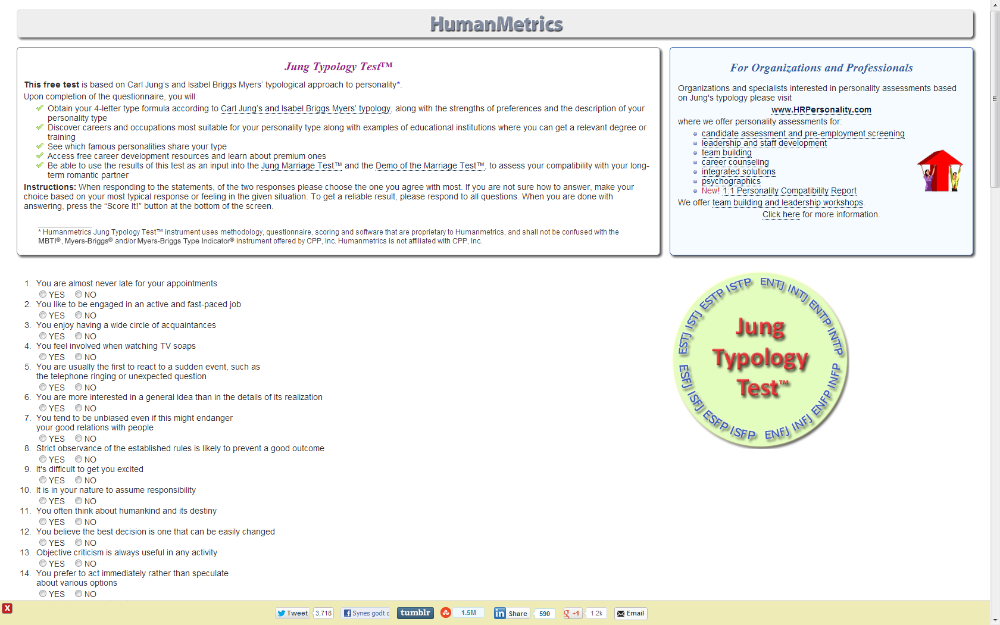 HumanMetrics
Jung Typology Test™
This free test is based on Carl Jung's and Isabel Briggs Myers' typological approach to personality*.
Upon completion of the questionnaire, you will:
Obtain your 4-letter type formula according to Carl Jung's and Isabel Briggs Myers' typology, along with the strengths of preferences and the description of your
personality type
Discover careers and occupations most suitable for your personality type along with examples of educational institutions where you can get a relevant degree or
training
See which famous personalities share your type
Access free career development resources and learn about premium ones
Be able to use the results of this test as an input into the Jung Marriage Test™ and the Demo of the Marriage Test™, to assess your compatibility with your long-
term romantic partner
Instructions: When responding to the statements, of the two responses please choose the one you agree with most. If you are not sure how to answer, make your
choice based on your most typical response or feeling in the given situation. To get a reliable result, please respond to all questions. When you are done with
answering, press the “Score It!” button at the bottom of the screen.
* Humanmetrics Jung Typology Test™ instrument uses methodology, questionnaire, scoring and software that are proprietary to Humanmetrics, and shall not be confused with the
MBTI®, Myers-Briggs® and/or Myers-Briggs Type Indicator® instrument offered by CPP, Inc. Humanmetrics is not affiliated with CPP, Inc.
For Organizations and Professionals
Organizations and specialists interested in personality assessments based
on Jung's typology please visit
www.HRPersonality.com
where we offer personality assessments for:
candidate assessment and pre-employment screening
leadership and staff development
team building
career counseling
integrated solutions
psychographics
New! 1:1 Personality Compatibility Report
We offer team building and leadership workshops.
Click here for more information.
1. You are almost never late for your appointments
YES NO
2. You like to be engaged in an active and fast-paced job
YES NO
3. You enjoy having a wide circle of acquaintances
YES NO
4. You feel involved when watching TV soaps
YES NO
5. You are usually the first to react to a sudden event, such as
the telephone ringing or unexpected question
YES NO
6. You are more interested in a general idea than in the details of its realization
YES NO
7. You tend to be unbiased even if this might endanger
your good relations with people
YES NO
8. Strict observance of the established rules is likely to prevent a good outcome
YES NO
9. It's difficult to get you excited
YES NO
10. It is in your nature to assume responsibility
YES NO
11. You often think about humankind and its destiny
YES NO
12. You believe the best decision is one that can be easily changed
YES NO
13. Objective criticism is always useful in any activity
YES NO
14. You prefer to act immediately rather than speculate
about various options
YES NO
ESTJ ISTJ ESTP ISTP ENTJ INTJ ENTP INTP
Jung
Typology
Test™
ESFJ ISFJ ESFP ISFP ENFJ INFJ ENFP INFP
X Tweet 3,718 Synes godt o tumblr 1.5M in Share 590 g +1 1.2k Email